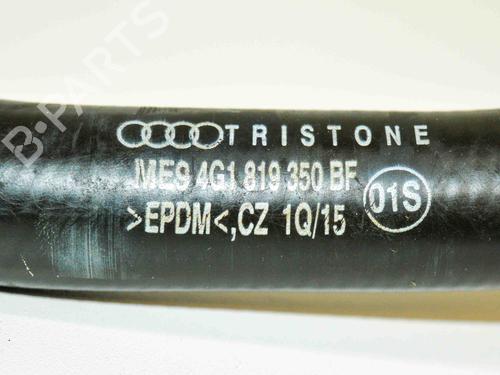 B-PARTS
TRISTONE
ME9 4G1 819 350 BF
>EPDM<,CZ 1Q/15
01S